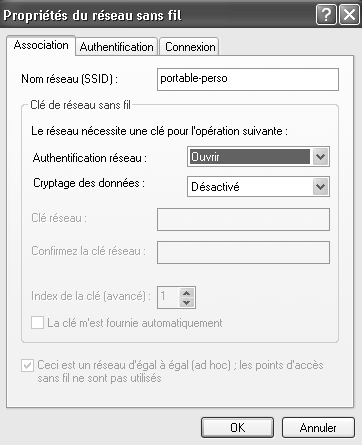 Propriétés du réseau sans fil
Association Authentification Connexion
Nom réseau (SSID) : portable-perso
Clé de réseau sans fil
Le réseau nécessite une clé pour l'opération suivante :
Authentification réseau : Ouvrir
Cryptage des données : Désactivé
Clé réseau :
Confirmez la clé réseau :
Index de la clé (avancé) : 1
La clé m'est fournie automatiquement
Ceci est un réseau d'égal à égal (ad hoc) ; les points d'accès
sans fil ne sont pas utilisés
OK Annuler